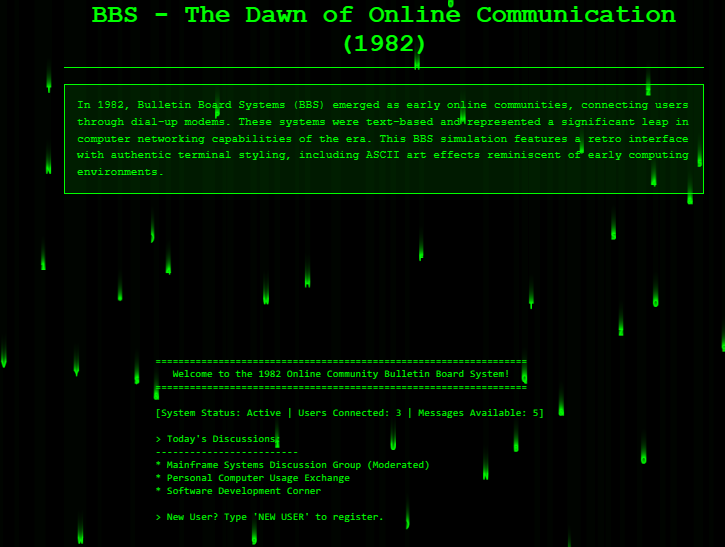 BBS - The Dawn of Online Communication
(1982)
In 1982, Bulletin Board Systems (BBS) emerged as early online communities, connecting users
through dial-up modems. These systems were text-based and represented a significant leap in
computer networking capabilities of the era. This BBS simulation features a retro interface
with authentic terminal styling, including ASCII art effects reminiscent of early computing
environments.
=================================================================
Welcome to the 1982 Online Community Bulletin Board System!
=================================================================
[System Status: Active | Users Connected: 3 | Messages Available: 5]
> Today's Discussions:
-------------------------
* Mainframe Systems Discussion Group (Moderated)
* Personal Computer Usage Exchange
* Software Development Corner
> New User? Type 'NEW USER' to register.